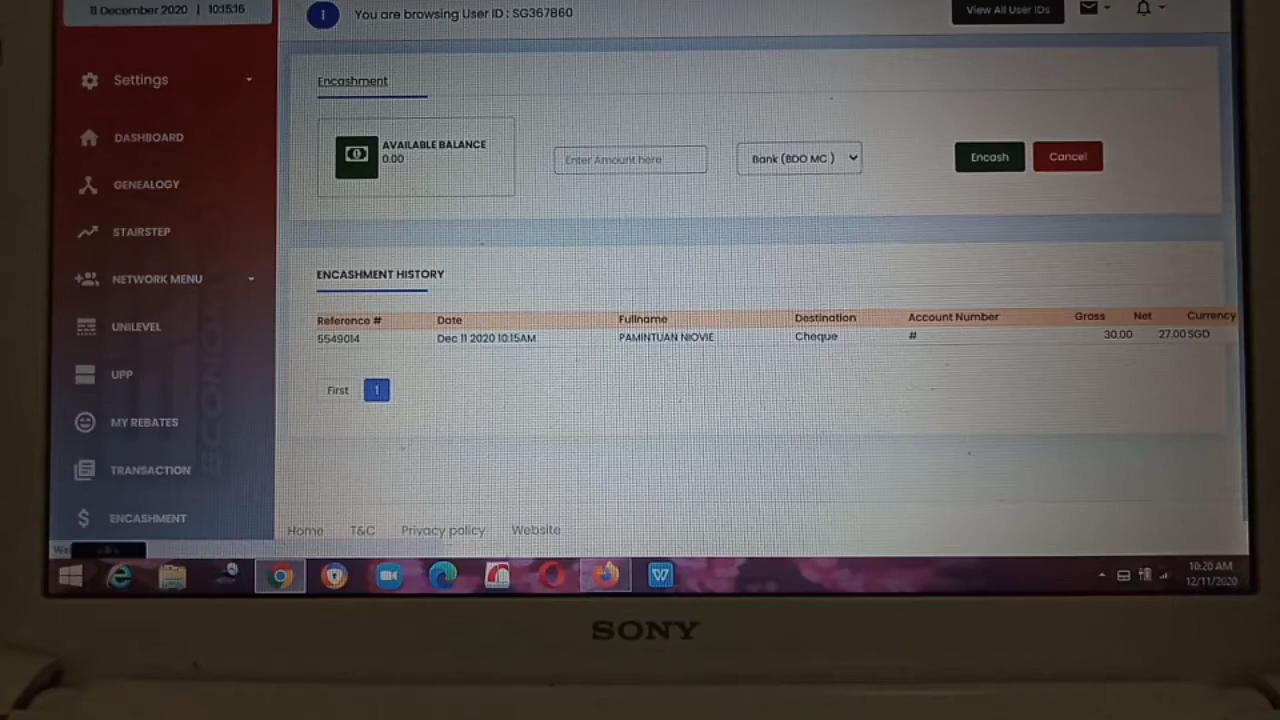 11 December 2020 | 10:15:16
1 You are browsing User ID : SG367860
View All User IDs
Settings
Encashment
DASHBOARD
AVAILABLE BALANCE
0.00
Enter Amount here
Bank (BDO MC )
Encash
Cancel
GENEALOGY
STAIRSTEP
NETWORK MENU
ENCASHMENT HISTORY
UNILEVEL
Reference # Date Fullname Destination Account Number Gross Net Currency
5549014 Dec 11 2020 10:15AM PAMINTUAN NIOVIE Cheque # 30.00 27.00 SGD
UPP
First 1
MY REBATES
TRANSACTION
ENCASHMENT
Home T&C Privacy policy Website
10:20 AM
12/11/2020
SONY